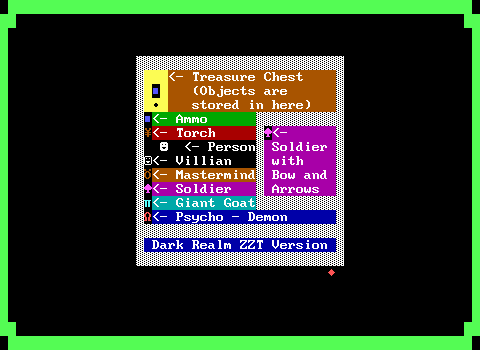 <- Treasure Chest
(Objects are
stored in here)
<- Ammo
<- Torch
<- Person
<- Villian
<- Mastermind
<- Soldier
<- Giant Goat
<- Psycho - Demon
<-
Soldier
with
Bow and
Arrows
Dark Realm ZZT Version